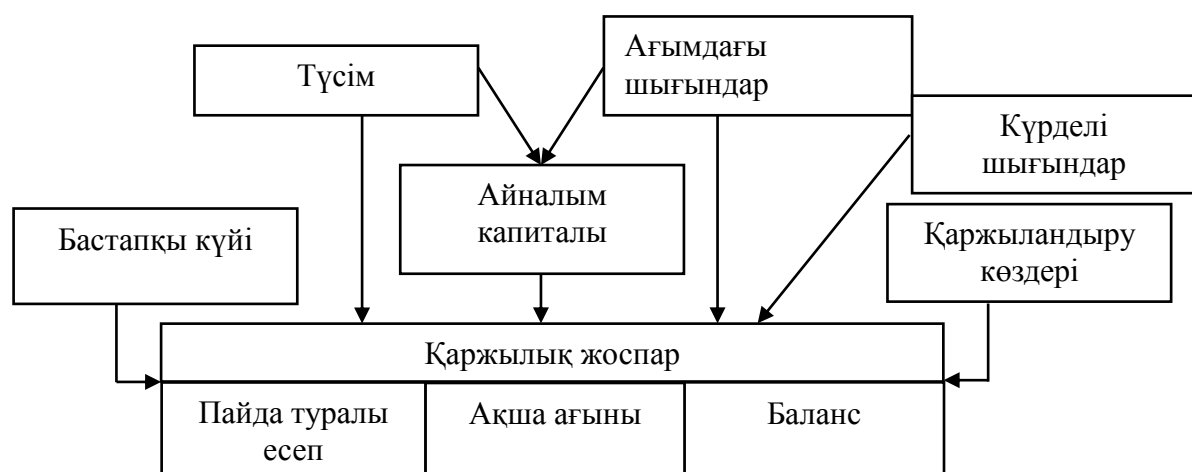 Түсім
Ағымдағы
шығындар
Күрделі
шығындар
Айналым
капиталы
Бастапқы күйі
Қаржыландыру
көздері
Қаржылық жоспар
Пайда туралы
есеп
Ақша ағыны
Баланс